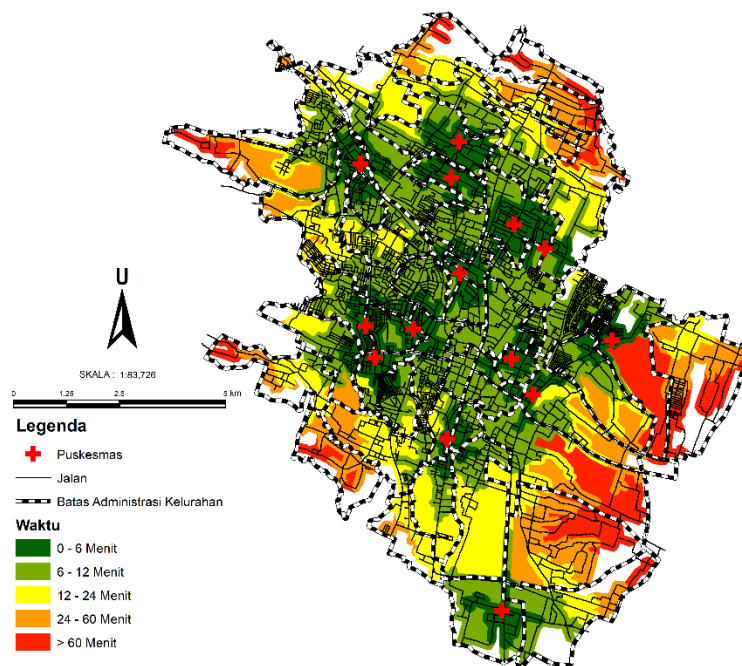 U
SKALA : 1:83,726
0 1.25 2.5 5 km
Legenda
Puskesmas
Jalan
Batas Administrasi Kelurahan
Waktu
0 - 6 Menit
6 - 12 Menit
12 - 24 Menit
24 - 60 Menit
> 60 Menit